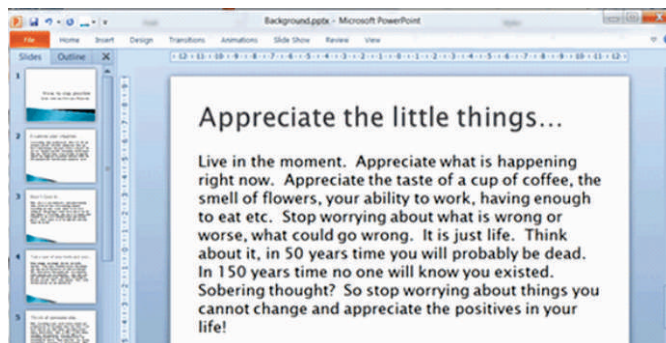 Background.pptx - Microsoft PowerPoint
File Home Insert Design Transitions Animations Slide Show Review View
Slides Outline
Appreciate the little things...
Live in the moment.  Appreciate what is happening
right now.  Appreciate the taste of a cup of coffee, the
smell of flowers, your ability to work, having enough
to eat etc.  Stop worrying about what is wrong or
worse, what could go wrong.  It is just life.  Think
about it, in 50 years time you will probably be dead.
In 150 years time no one will know you existed.
Sobering thought?  So stop worrying about things you
cannot change and appreciate the positives in your
life!
1
2
3
4
5